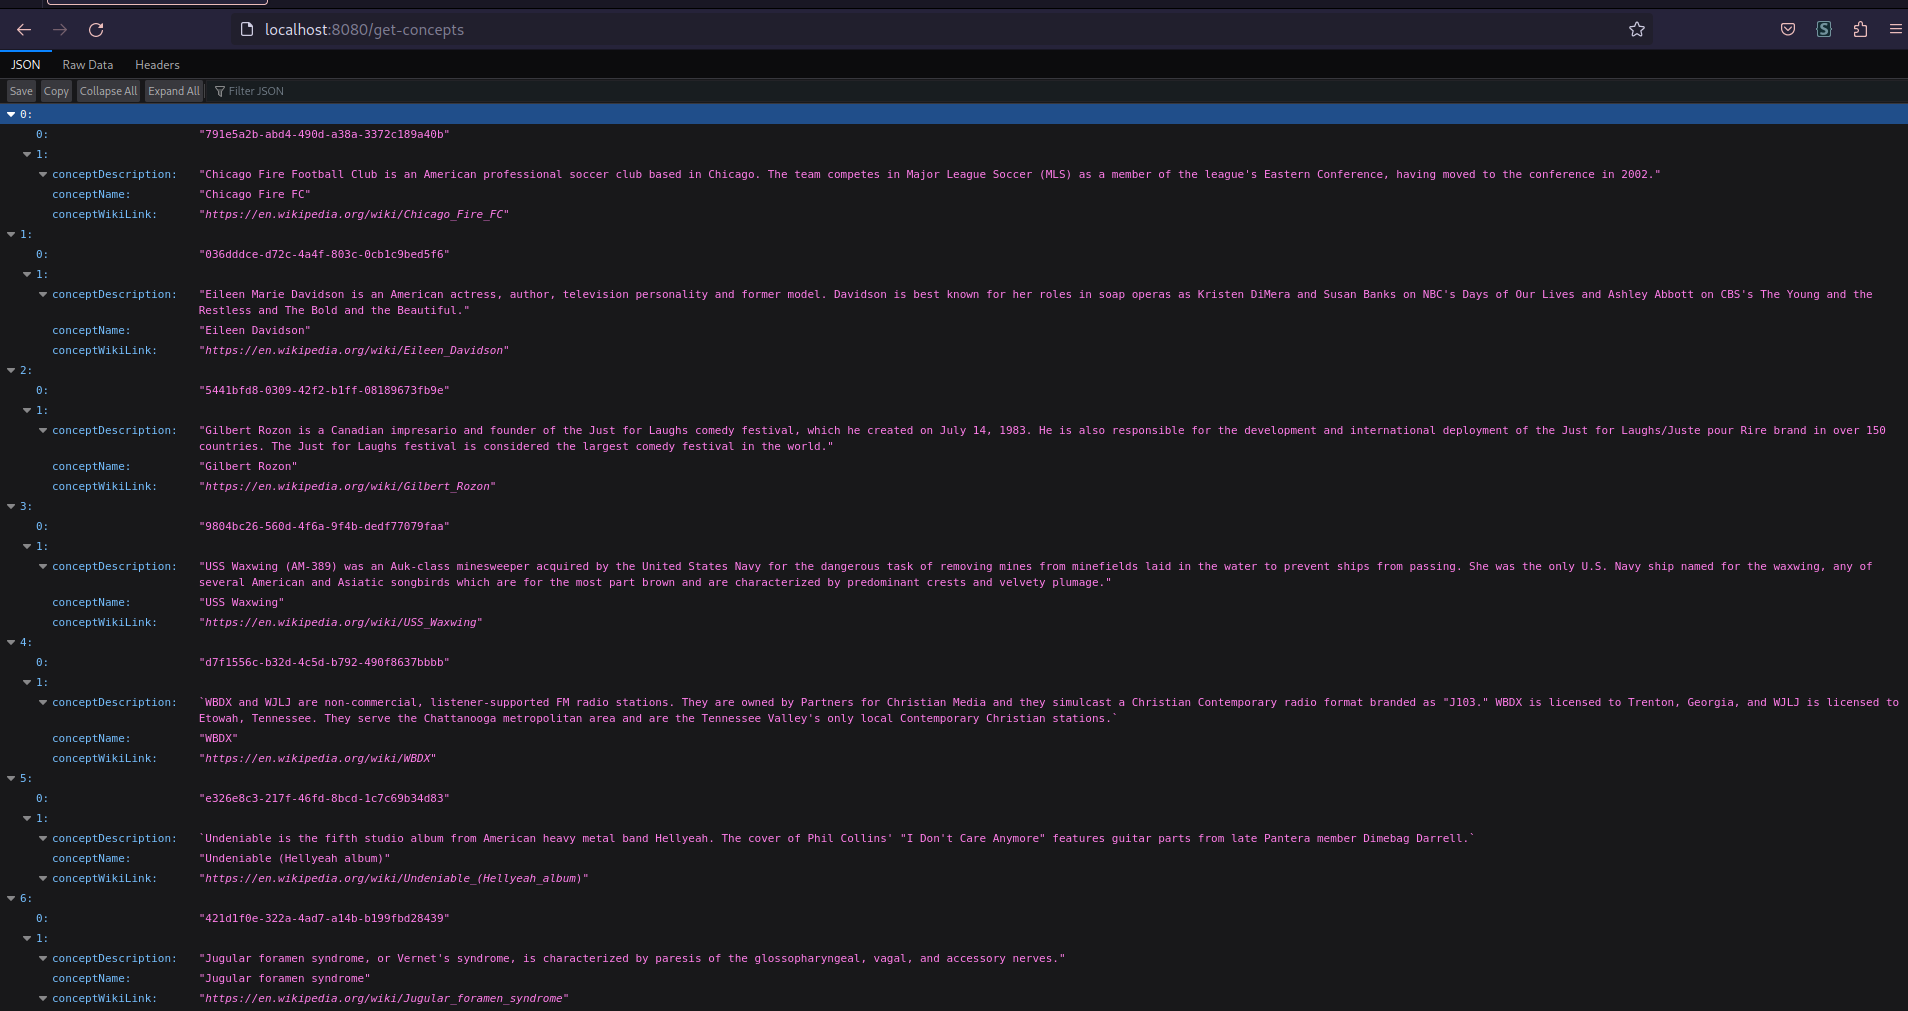 localhost:8080/get-concepts
JSON Raw Data Headers
Save Copy Collapse All Expand All Filter JSON
0:
0: "791e5a2b-abd4-490d-a38a-3372c189a40b"
1:
conceptDescription: "Chicago Fire Football Club is an American professional soccer club based in Chicago. The team competes in Major League Soccer (MLS) as a member of the league's Eastern Conference, having moved to the conference in 2002."
conceptName: "Chicago Fire FC"
conceptWikiLink: "https://en.wikipedia.org/wiki/Chicago_Fire_FC"
1:
0: "036dddce-d72c-4a4f-803c-0cb1c9bed5f6"
1:
conceptDescription: "Eileen Marie Davidson is an American actress, author, television personality and former model. Davidson is best known for her roles in soap operas as Kristen DiMera and Susan Banks on NBC's Days of Our Lives and Ashley Abbott on CBS's The Young and the
Restless and The Bold and the Beautiful."
conceptName: "Eileen Davidson"
conceptWikiLink: "https://en.wikipedia.org/wiki/Eileen_Davidson"
2:
0: "5441bfd8-0309-42f2-b1ff-08189673fb9e"
1:
conceptDescription: "Gilbert Rozon is a Canadian impresario and founder of the Just for Laughs comedy festival, which he created on July 14, 1983. He is also responsible for the development and international deployment of the Just for Laughs/Juste pour Rire brand in over 150
countries. The Just for Laughs festival is considered the largest comedy festival in the world."
conceptName: "Gilbert Rozon"
conceptWikiLink: "https://en.wikipedia.org/wiki/Gilbert_Rozon"
3:
0: "9804bc26-560d-4f6a-9f4b-dedf77079faa"
1:
conceptDescription: "USS Waxwing (AM-389) was an Auk-class minesweeper acquired by the United States Navy for the dangerous task of removing mines from minefields laid in the water to prevent ships from passing. She was the only U.S. Navy ship named for the waxwing, any of
several American and Asiatic songbirds which are for the most part brown and are characterized by predominant crests and velvety plumage."
conceptName: "USS Waxwing"
conceptWikiLink: "https://en.wikipedia.org/wiki/USS_Waxwing"
4:
0: "d7f1556c-b32d-4c5d-b792-490f8637bbbb"
1:
conceptDescription: `WBDX and WJLJ are non-commercial, listener-supported FM radio stations. They are owned by Partners for Christian Media and they simulcast a Christian Contemporary radio format branded as "J103." WBDX is licensed to Trenton, Georgia, and WJLJ is licensed to
Etowah, Tennessee. They serve the Chattanooga metropolitan area and are the Tennessee Valley's only local Contemporary Christian stations.`
conceptName: "WBDX"
conceptWikiLink: "https://en.wikipedia.org/wiki/WBDX"
5:
0: "e326e8c3-217f-46fd-8bcd-1c7c69b34d83"
1:
conceptDescription: `Undeniable is the fifth studio album from American heavy metal band Hellyeah. The cover of Phil Collins' "I Don't Care Anymore" features guitar parts from late Pantera member Dimebag Darrell.`
conceptName: "Undeniable (Hellyeah album)"
conceptWikiLink: "https://en.wikipedia.org/wiki/Undeniable_(Hellyeah_album)"
6:
0: "421d1f0e-322a-4ad7-a14b-b199fbd28439"
1:
conceptDescription: "Jugular foramen syndrome, or Vernet's syndrome, is characterized by paresis of the glossopharyngeal, vagal, and accessory nerves."
conceptName: "Jugular foramen syndrome"
conceptWikiLink: "https://en.wikipedia.org/wiki/Jugular_foramen_syndrome"